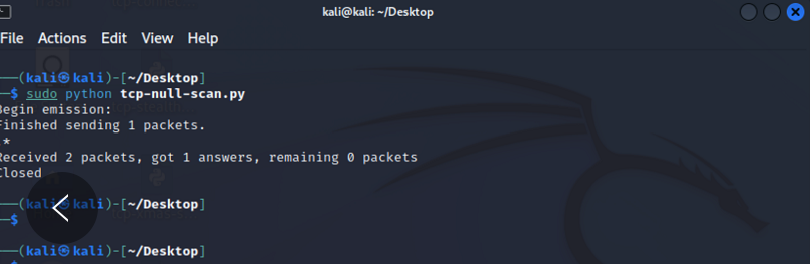 kali@kali: ~/Desktop
File Actions Edit View Help
(kali㉿kali)-[~/Desktop]
$ sudo python tcp-null-scan.py
Begin emission:
Finished sending 1 packets.
.*
Received 2 packets, got 1 answers, remaining 0 packets
Closed
(kali㉿kali)-[~/Desktop]
$
(kali㉿kali)-[~/Desktop]
$